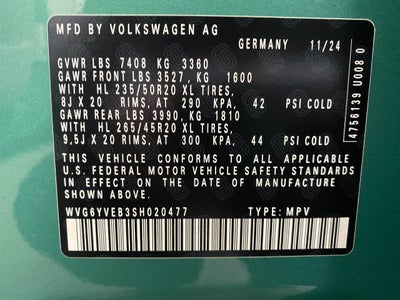 MFD BY VOLKSWAGEN AG
GERMANY 11/24
GVWR LBS 7408 KG 3360
GAWR FRONT LBS 3527, KG 1600
WITH HL 235/50R20 XL TIRES,
8J X 20 RIMS, AT 290 KPA, 42 PSI COLD
GAWR REAR LBS 3990, KG 1810
WITH HL 265/45R20 XL TIRES,
9,5J X 20 RIMS, AT 300 KPA, 44 PSI COLD
THIS VEHICLE CONFORMS TO ALL APPLICABLE
U.S. FEDERAL MOTOR VEHICLE SAFETY STANDARDS
IN EFFECT ON THE DATE OF MANUFACTURE
SHOWN ABOVE.
WVG6YVEB3SH020477 TYPE: MPV
4756139 U008 0